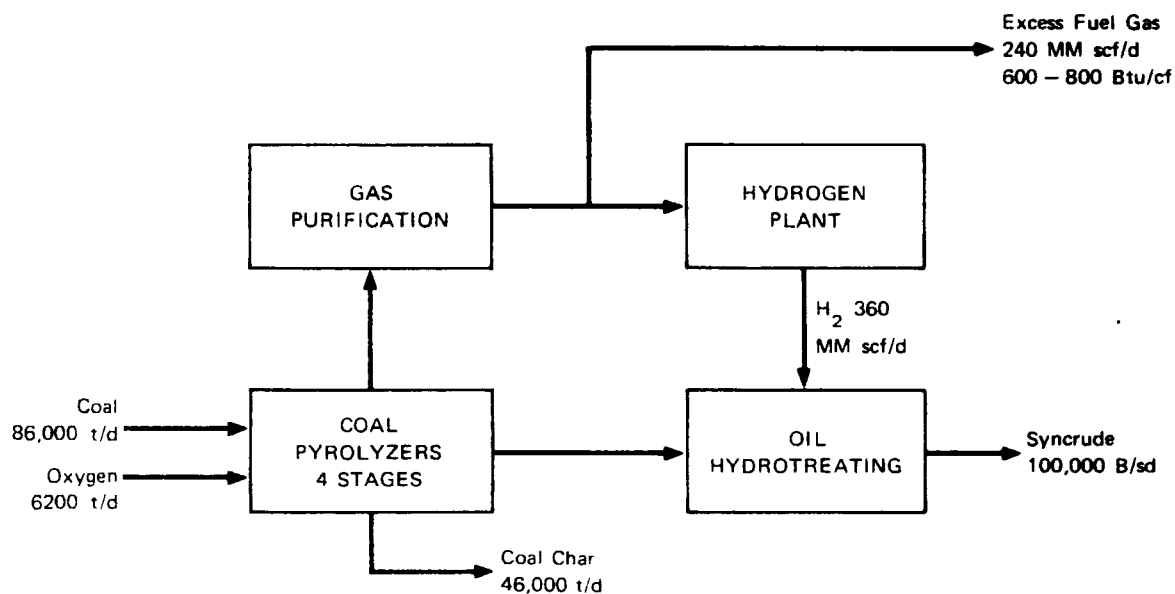 Excess Fuel Gas
240 MM scf/d
600 – 800 Btu/cf
GAS
PURIFICATION
HYDROGEN
PLANT
H₂ 360
MM scf/d
Coal
86,000 t/d
Oxygen
6200 t/d
COAL
PYROLYZERS
4 STAGES
OIL
HYDROTREATING
Syncrude
100,000 B/sd
Coal Char
46,000 t/d